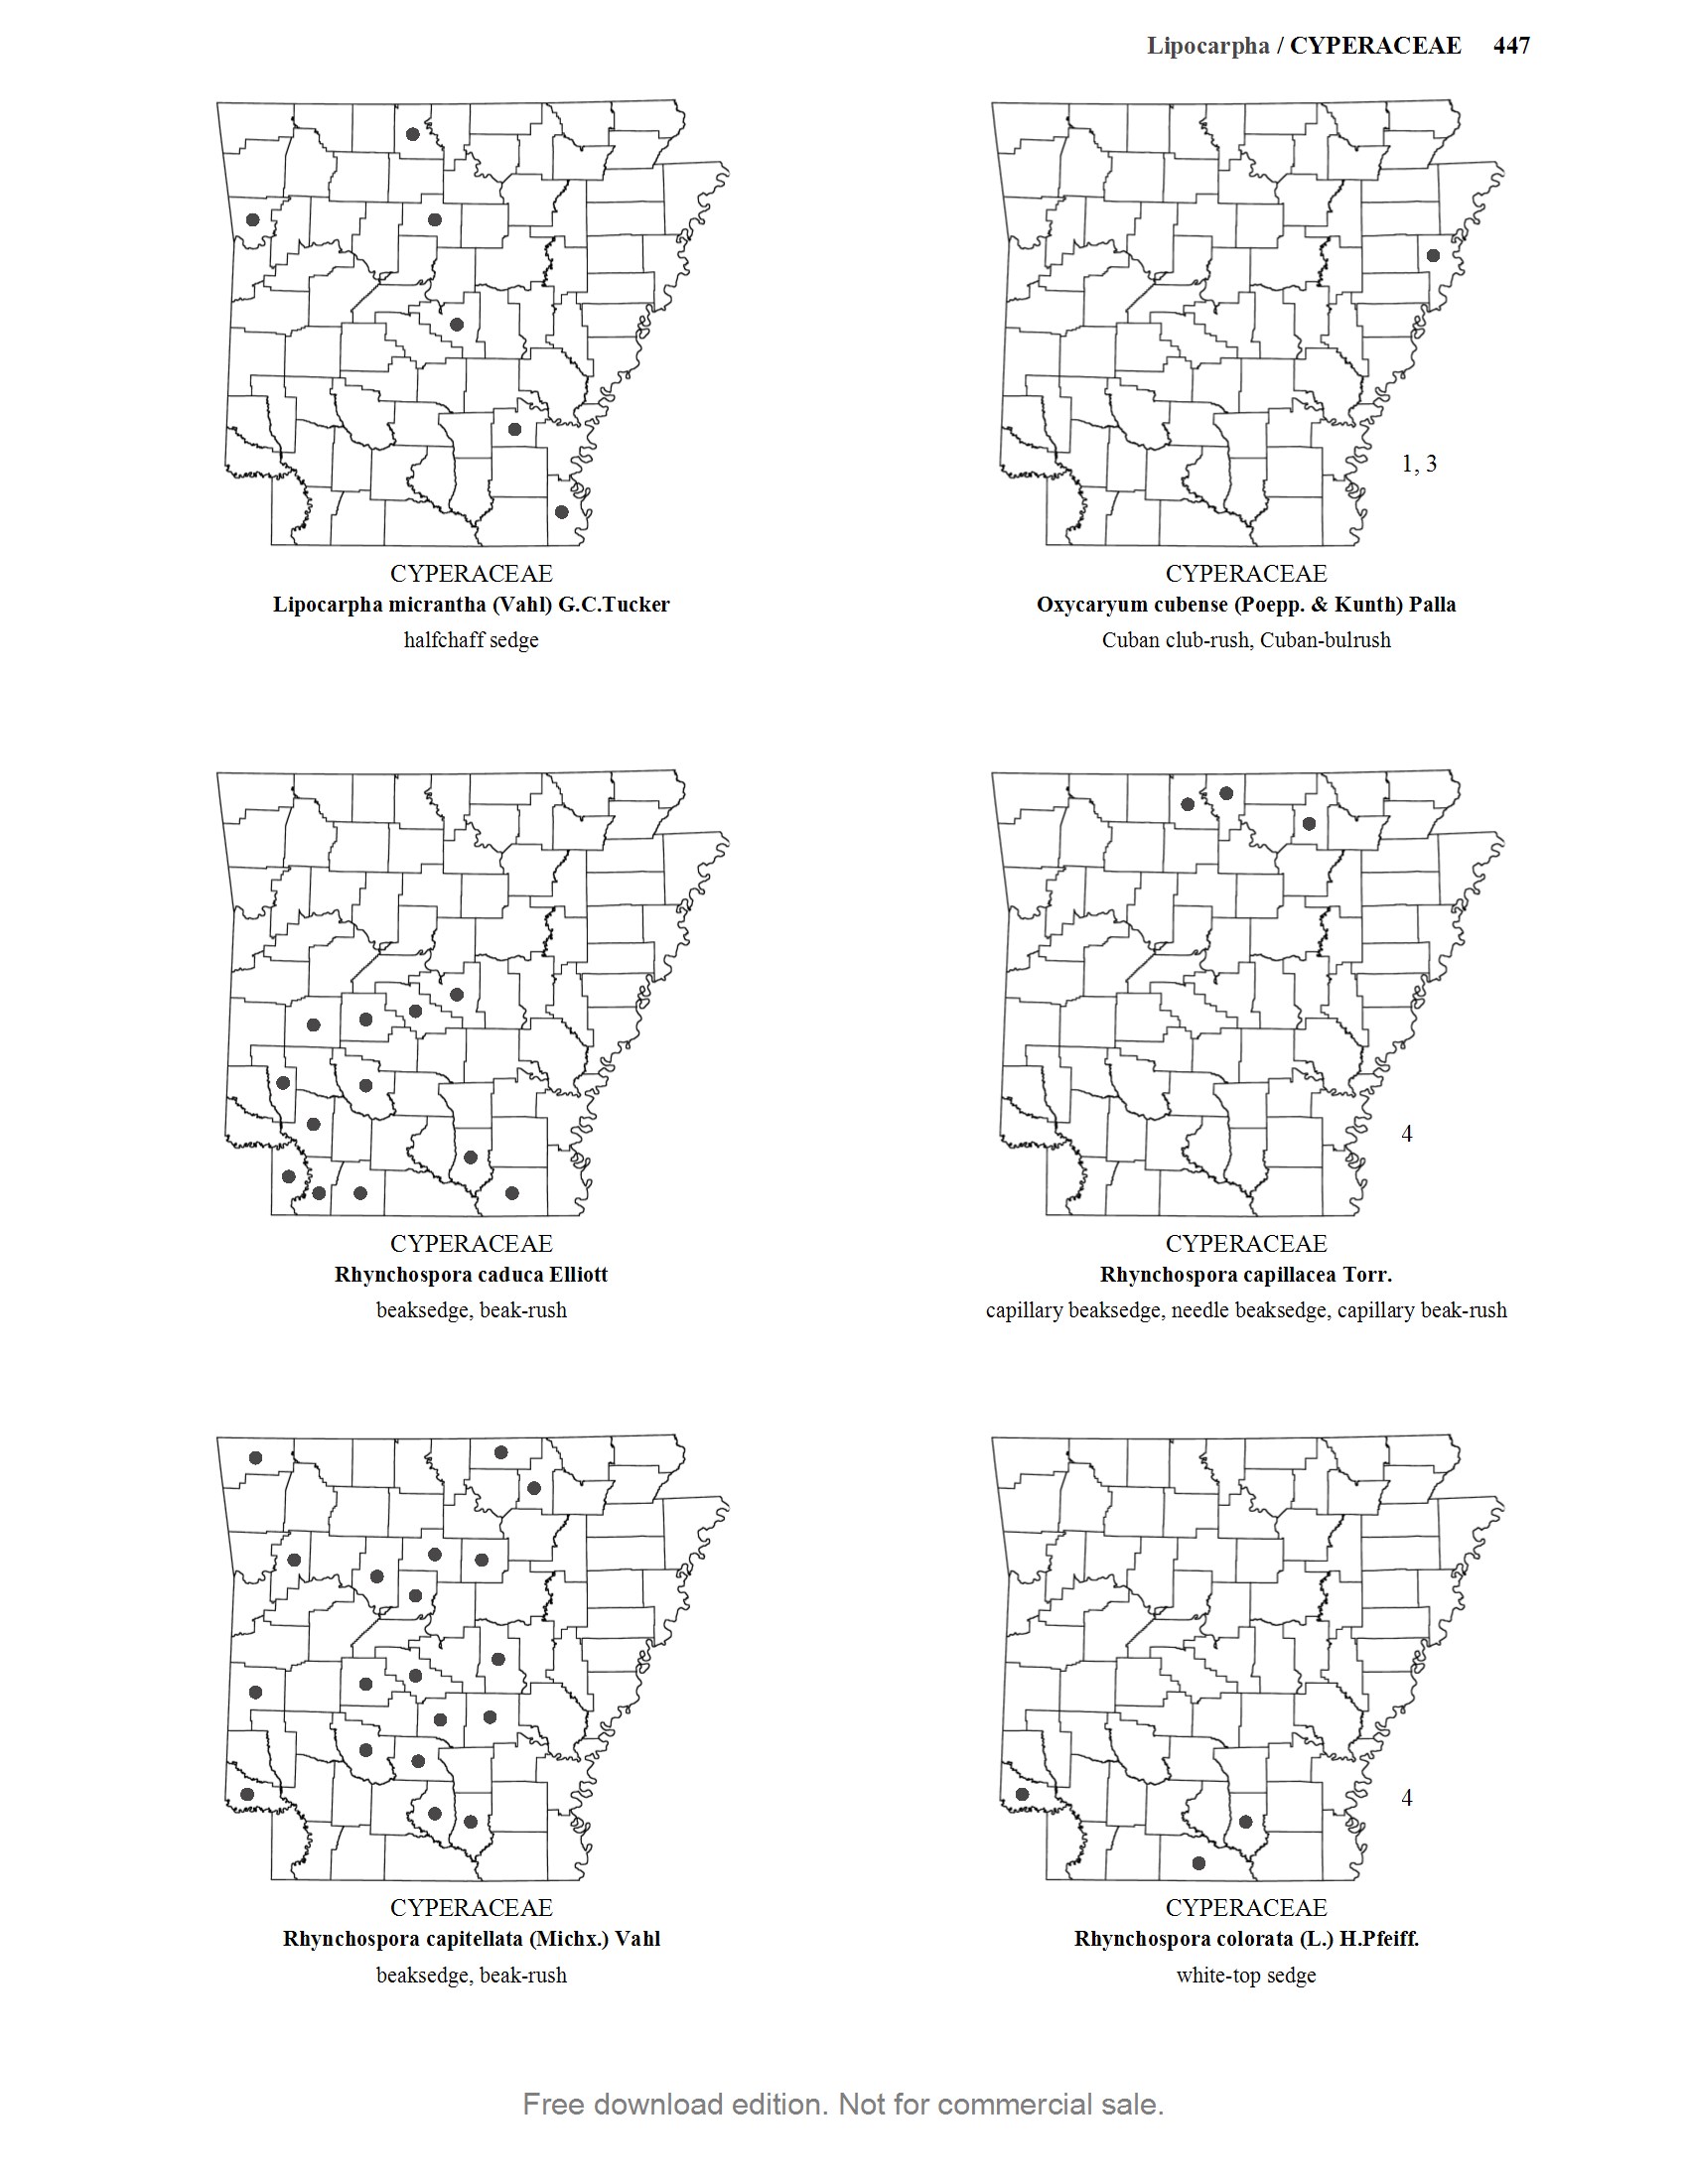 Lipocarpha / CYPERACEAE 447
CYPERACEAE
Lipocarpha micrantha (Vahl) G.C.Tucker
halfchaff sedge
1, 3
CYPERACEAE
Oxycaryum cubense (Poepp. & Kunth) Palla
Cuban club-rush, Cuban-bulrush
CYPERACEAE
Rhynchospora caduca Elliott
beaksedge, beak-rush
4
CYPERACEAE
Rhynchospora capillacea Torr.
capillary beaksedge, needle beaksedge, capillary beak-rush
CYPERACEAE
Rhynchospora capitellata (Michx.) Vahl
beaksedge, beak-rush
4
CYPERACEAE
Rhynchospora colorata (L.) H.Pfeiff.
white-top sedge
Free download edition. Not for commercial sale.